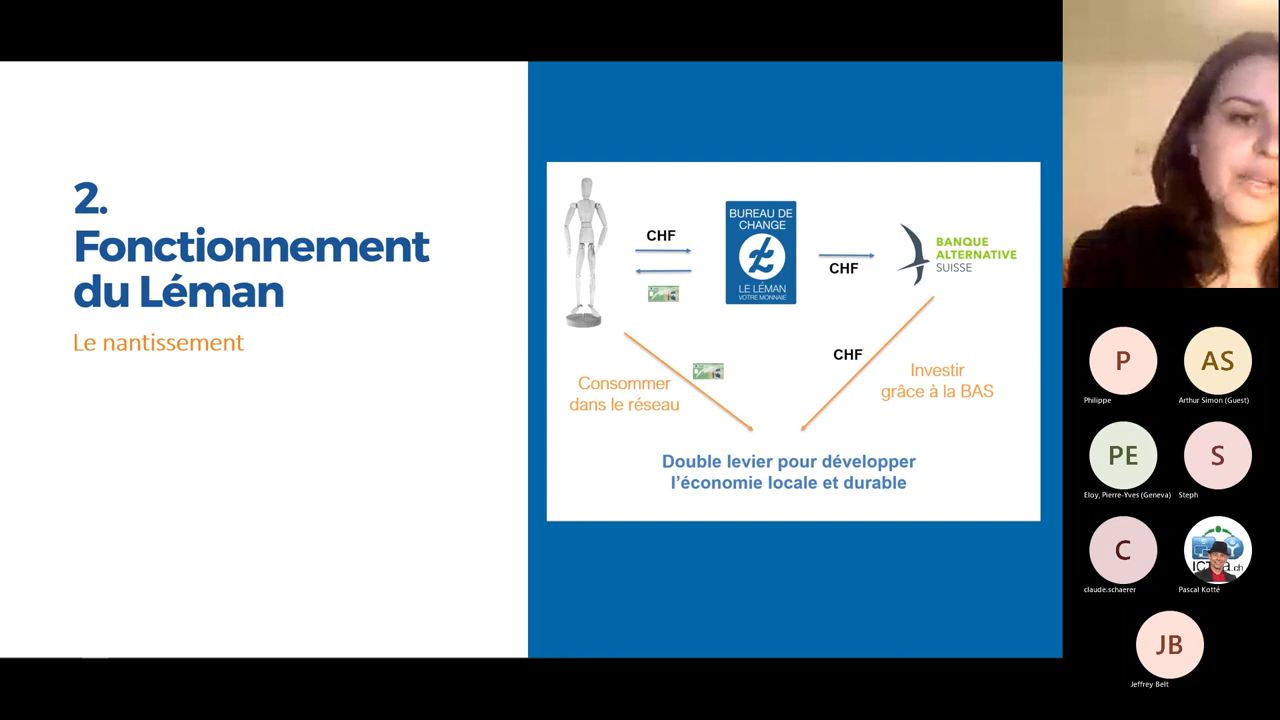 2.
Fonctionnement
du Léman
Le nantissement
CHF
BUREAU DE
CHANGE
LE LÉMAN
VOTRE MONNAIE
CHF
BANQUE
ALTERNATIVE
SUISSE
CHF
Consommer
dans le réseau
Investir
grâce à la BAS
Double levier pour développer
l'économie locale et durable
P
Philippe
AS
Arthur Simon (Guest)
PE
Eloy, Pierre-Yves (Geneva)
S
Steph
C
claude.schaerer
Pascal Kotté
JB
Jeffrey Belt